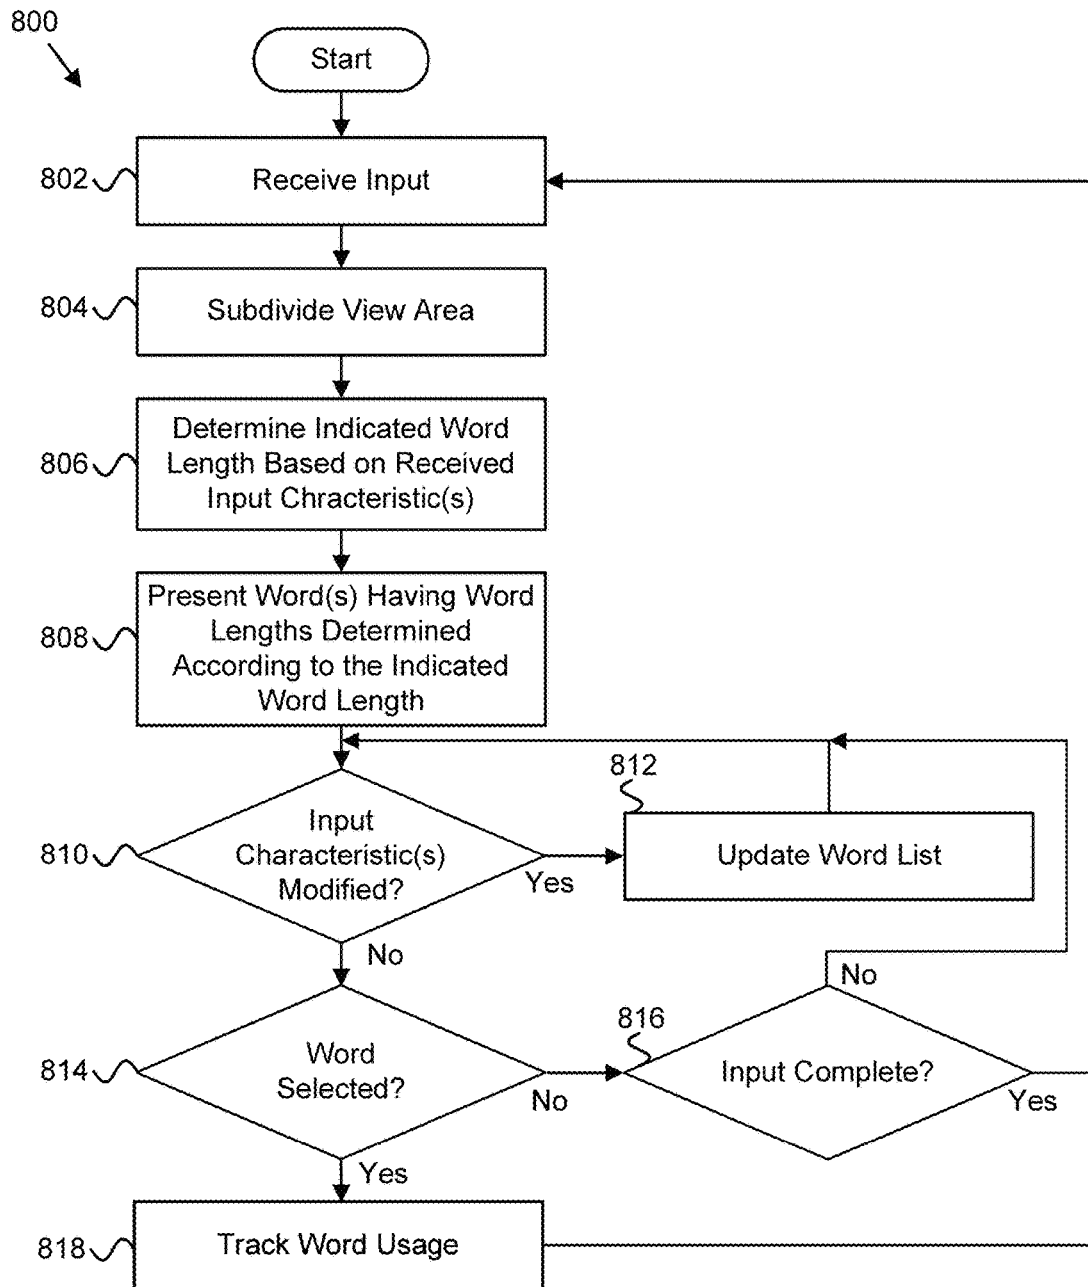 800
Start
802
Receive Input
804
Subdivide View Area
806
Determine Indicated Word
Length Based on Received
Input Chracteristic(s)
808
Present Word(s) Having Word
Lengths Determined
According to the Indicated
Word Length
810
Input
Characteristic(s)
Modified?
Yes
812
Update Word List
No
814
Word
Selected?
No
816
Input Complete?
No
Yes
Yes
818
Track Word Usage